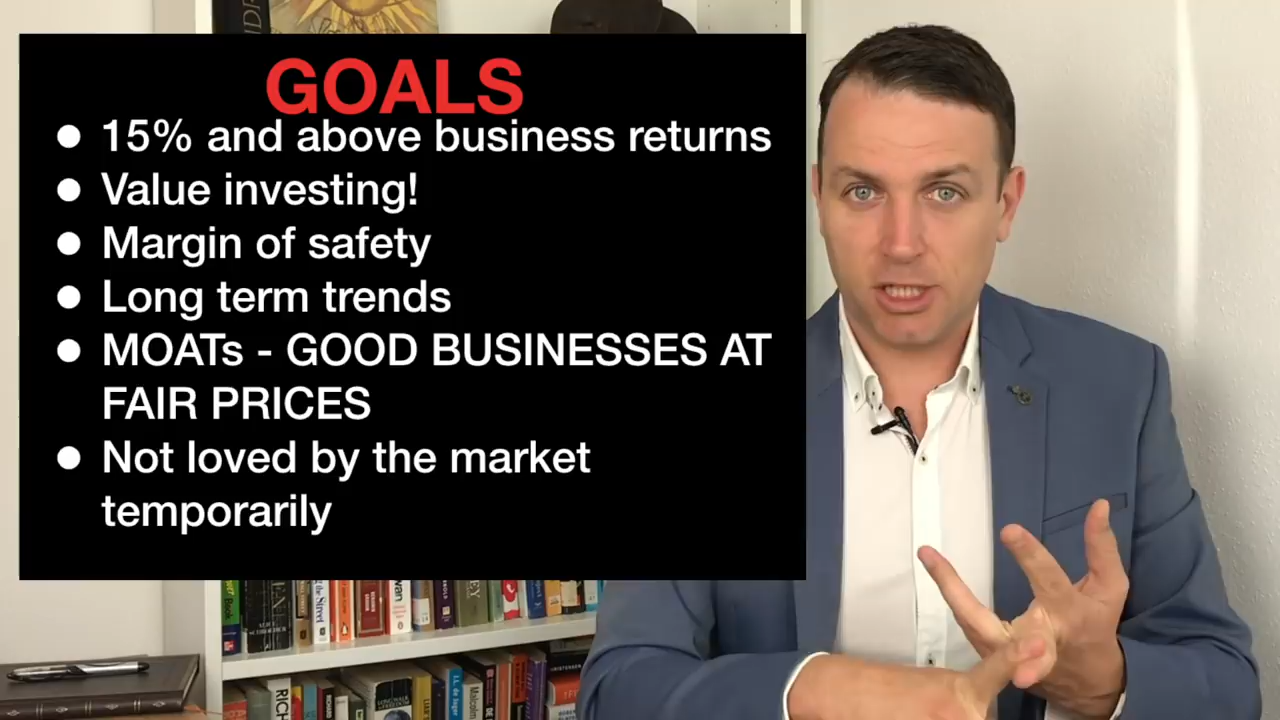 GOALS
● 15% and above business returns
● Value investing!
● Margin of safety
● Long term trends
● MOATs - GOOD BUSINESSES AT
FAIR PRICES
● Not loved by the market
temporarily